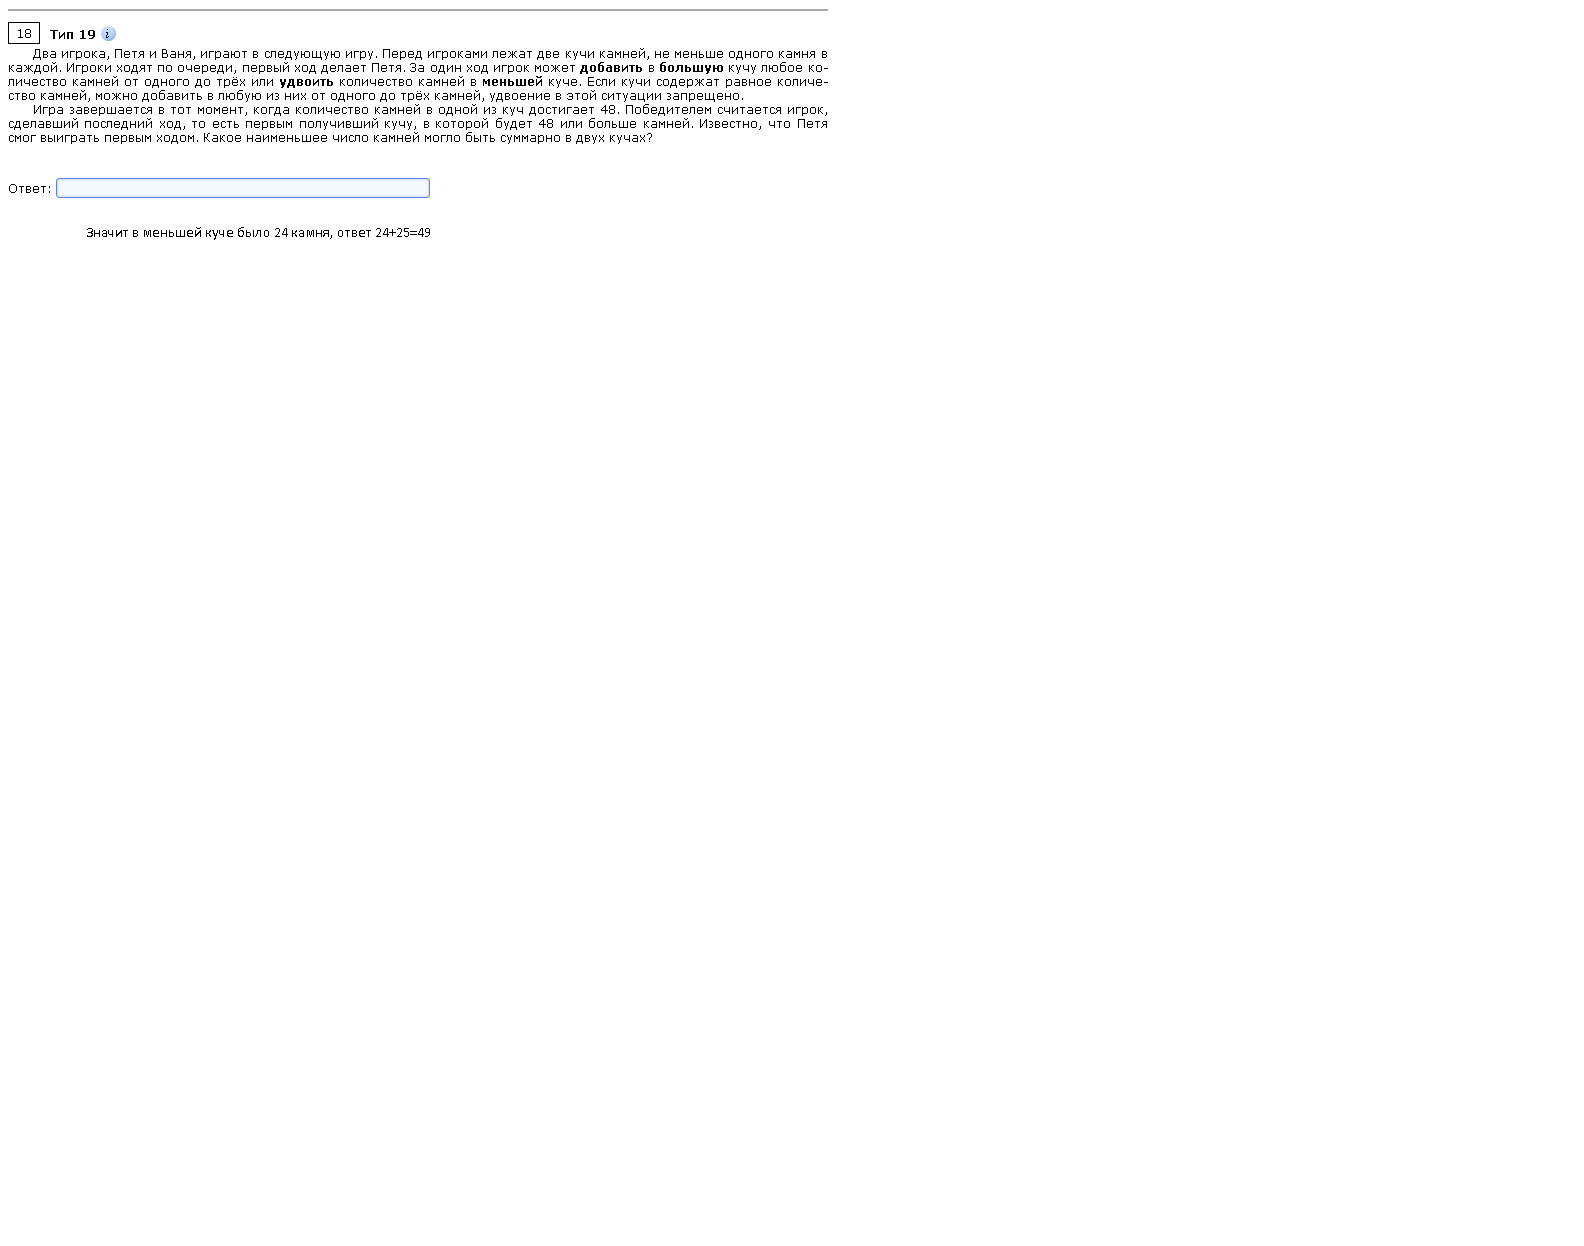 18 Тип 19 i
Два игрока, Петя и Ваня, играют в следующую игру. Перед игроками лежат две кучи камней, не меньше одного камня в
каждой. Игроки ходят по очереди, первый ход делает Петя. За один ход игрок может добавить в большую кучу любое ко-
личество камней от одного до трёх или удвоить количество камней в меньшей куче. Если кучи содержат равное количе-
ство камней, можно добавить в любую из них от одного до трёх камней, удвоение в этой ситуации запрещено.
Игра завершается в тот момент, когда количество камней в одной из куч достигает 48. Победителем считается игрок,
сделавший последний ход, то есть первым получивший кучу, в которой будет 48 или больше камней. Известно, что Петя
смог выиграть первым ходом. Какое наименьшее число камней могло быть суммарно в двух кучах?
Ответ:
Значит в меньшей куче было 24 камня, ответ 24+25=49